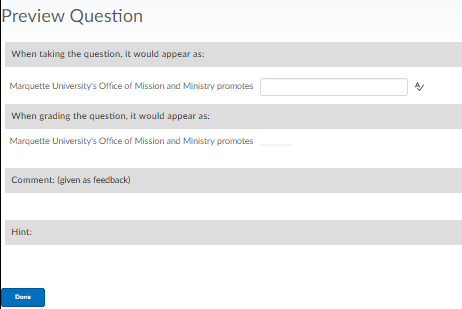 Preview Question
When taking the question, it would appear as:
Marquette University's Office of Mission and Ministry promotes
When grading the question, it would appear as:
Marquette University's Office of Mission and Ministry promotes
Comment: (given as feedback)
Hint:
Done